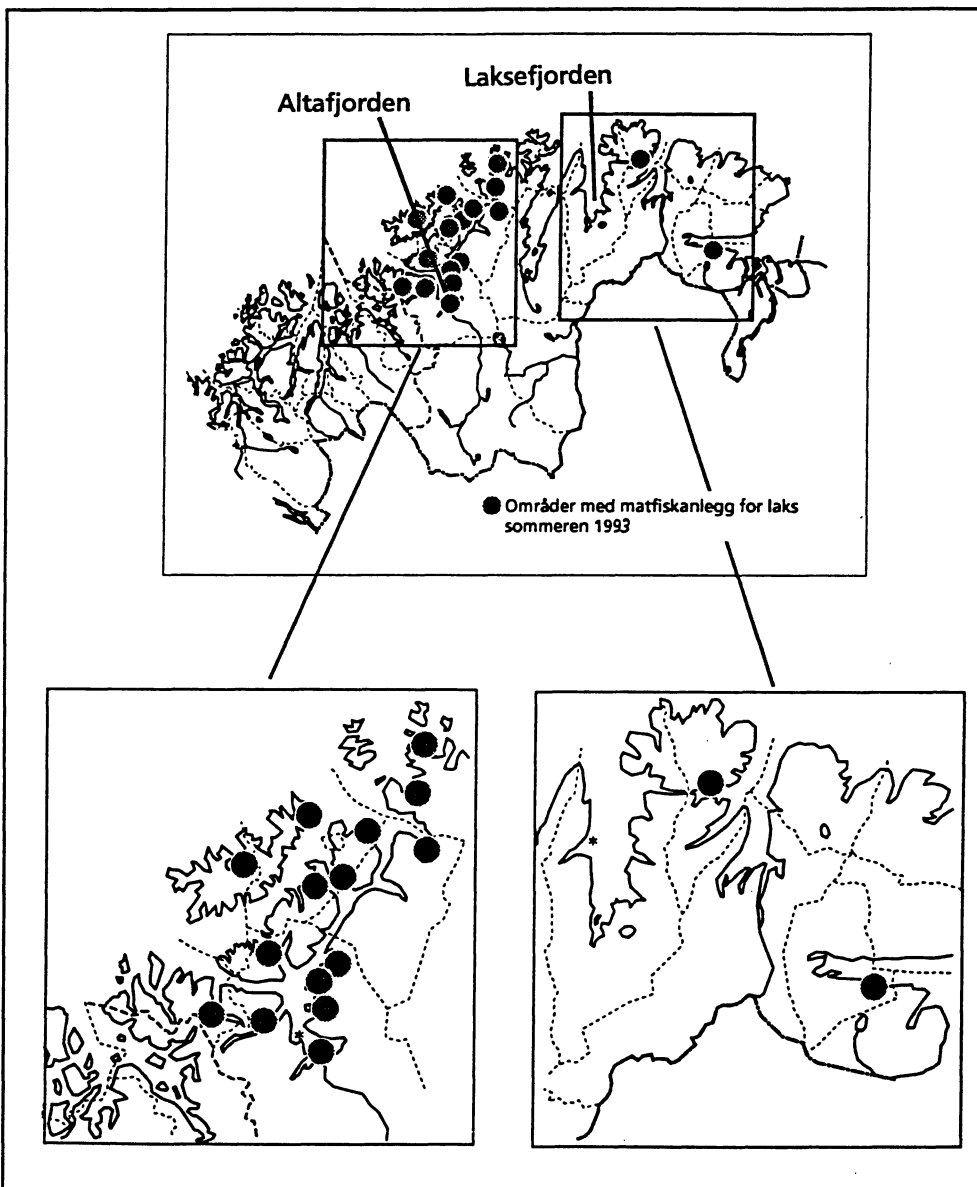 Laksefjorden
Altafjorden
Områder med matfiskanlegg for laks
sommeren 1993
*
*